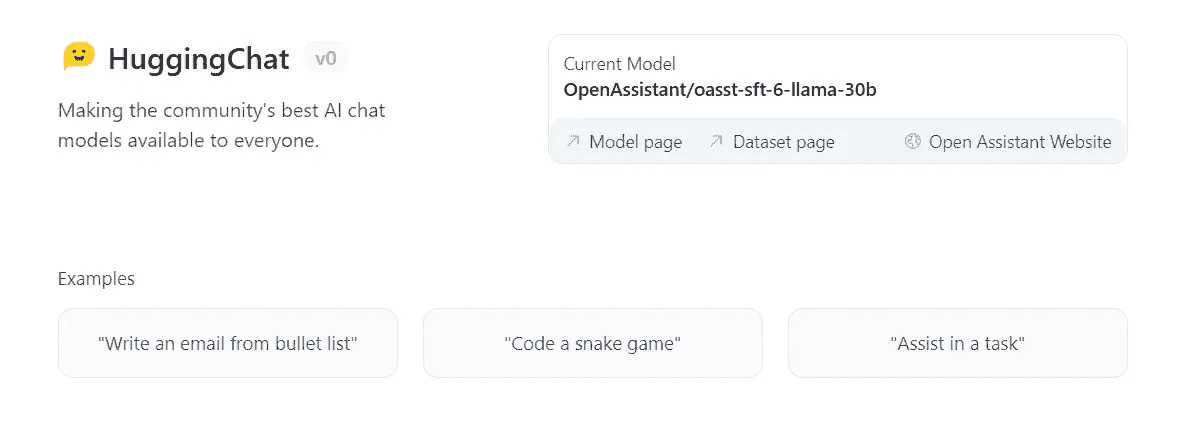 HuggingChat v0
Making the community's best AI chat
models available to everyone.
Current Model
OpenAssistant/oasst-sft-6-llama-30b
Model page
Dataset page
Open Assistant Website
Examples
"Write an email from bullet list"
"Code a snake game"
"Assist in a task"